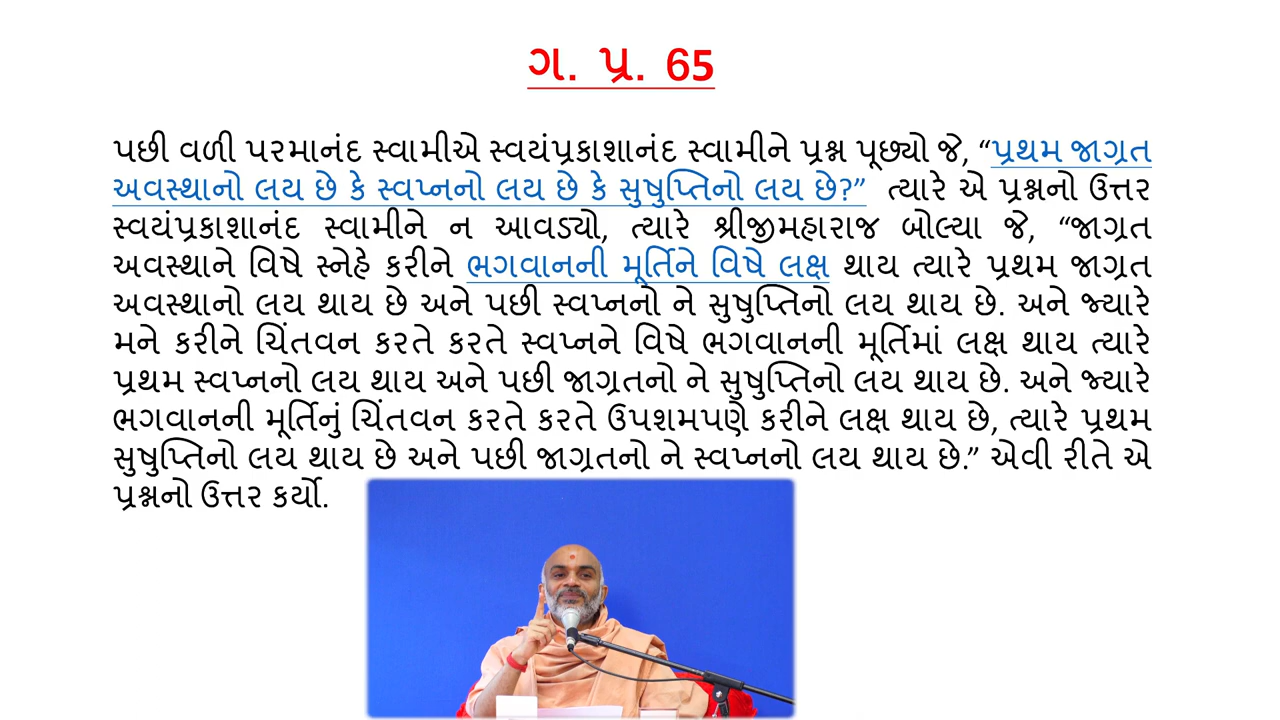 ગ. પ્ર. 65
પછી વળી પરમાનંદ સ્વામીએ સ્વયંપ્રકાશાનંદ સ્વામીને પ્રશ્ન પૂછ્યો જે, “પ્રથમ જાગ્રત
અવસ્થાનો લય છે કે સ્વપ્નનો લય છે કે સુષુપ્તિનો લય છે?” ત્યારે એ પ્રશ્નનો ઉત્તર
સ્વયંપ્રકાશાનંદ સ્વામીને ન આવડ્યો, ત્યારે શ્રીજીમહારાજ બોલ્યા જે, “જાગ્રત
અવસ્થાને વિષે સ્નેહે કરીને ભગવાનની મૂર્તિને વિષે લક્ષ થાય ત્યારે પ્રથમ જાગ્રત
અવસ્થાનો લય થાય છે અને પછી સ્વપ્નનો ને સુષુપ્તિનો લય થાય છે. અને જ્યારે
મને કરીને ચિંતવન કરતે કરતે સ્વપ્નને વિષે ભગવાનની મૂર્તિમાં લક્ષ થાય ત્યારે
પ્રથમ સ્વપ્નનો લય થાય અને પછી જાગ્રતનો ને સુષુપ્તિનો લય થાય છે. અને જ્યારે
ભગવાનની મૂર્તિનું ચિંતવન કરતે કરતે ઉપશમપણે કરીને લક્ષ થાય છે, ત્યારે પ્રથમ
સુષુપ્તિનો લય થાય છે અને પછી જાગ્રતનો ને સ્વપ્નનો લય થાય છે.” એવી રીતે એ
પ્રશ્નનો ઉત્તર કર્યો.